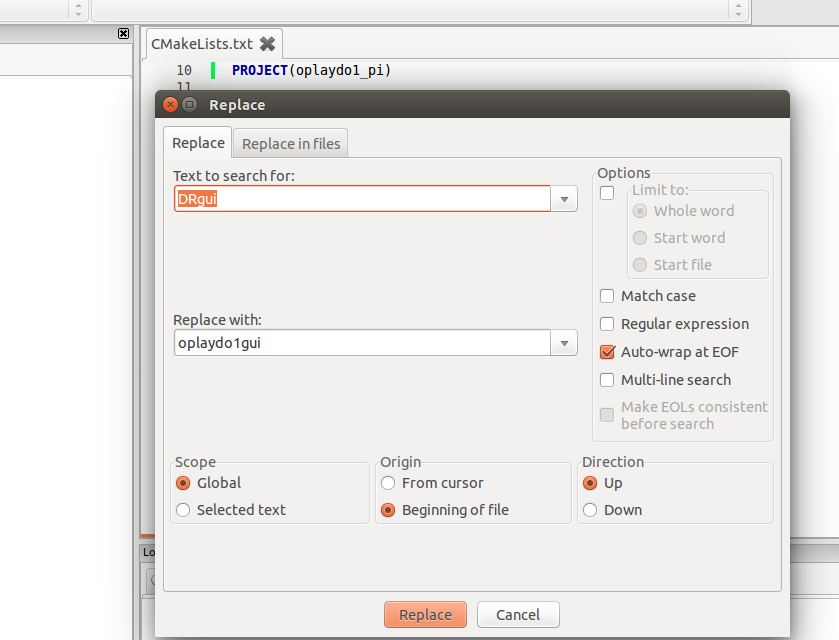 CMakeLists.txt
10 PROJECT(oplaydo1_pi)
11
Replace
Replace Replace in files
Text to search for:
DRgui
Replace with:
oplaydo1gui
Options
Limit to:
Whole word
Start word
Start file
Match case
Regular expression
Auto-wrap at EOF
Multi-line search
Make EOLs consistent
before search
Scope
Global
Selected text
Origin
From cursor
Beginning of file
Direction
Up
Down
Lo
Replace Cancel